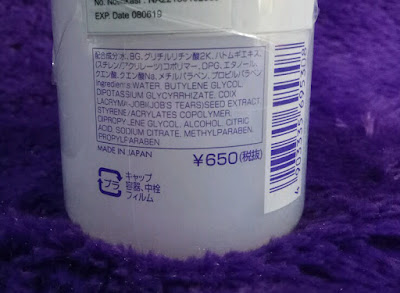 EXP. Date 080619
配合成分:水、BG、グリチルリチン酸2K、ハトムギエキス、
(スチレン/アクリレーツ)コポリマー、DPG、エタノール、
クエン酸、クエン酸Na、メチルパラベン、プロピルパラベン
Ingredients:WATER, BUTYLENE GLYCOL,
DIPOTASSIUM GLYCYRRHIZATE, COIX
LACRYMA-JOBI(JOB'S TEARS)SEED EXTRACT,
STYRENE/ACRYLATES COPOLYMER,
DIPROPYLENE GLYCOL, ALCOHOL, CITRIC
ACID, SODIUM CITRATE, METHYLPARABEN,
PROPYLPARABEN
MADE IN JAPAN
¥650(税抜)
プラ
キャップ
容器、中栓
フィルム
4 903335 695308